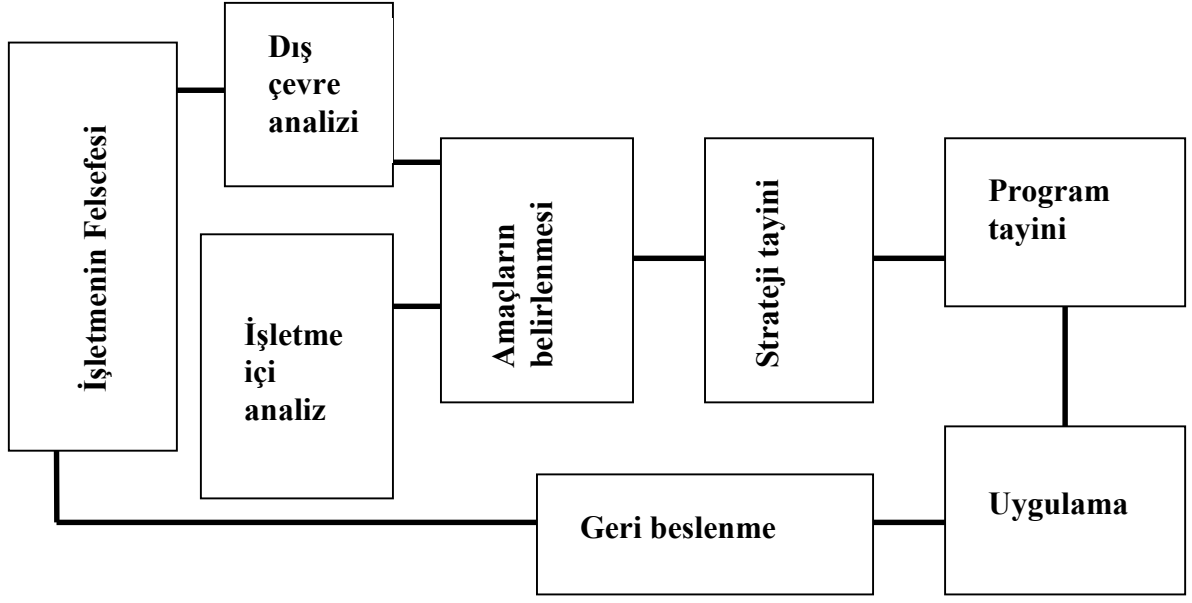 İşletmenin Felsefesi
Dış
çevre
analizi
İşletme
içi
analiz
Amaçların
belirlenmesi
Strateji tayini
Program
tayini
Uygulama
Geri beslenme